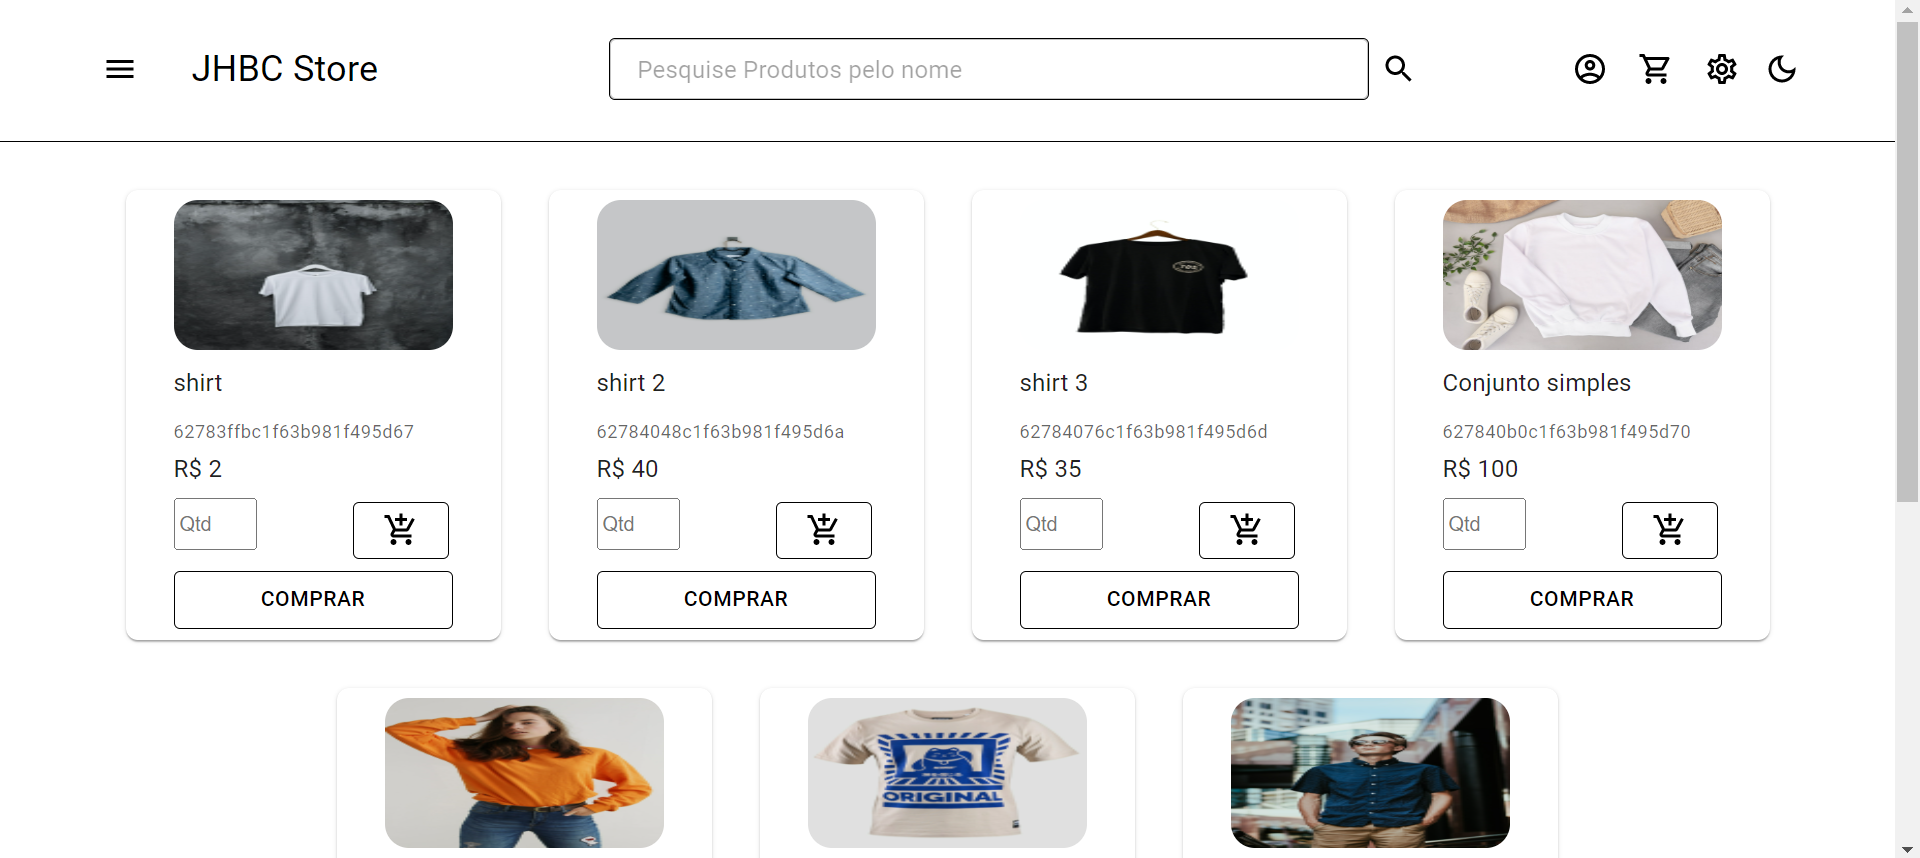 JHBC Store
Pesquise Produtos pelo nome
shirt
62783ffbc1f63b981f495d67
R$ 2
Qtd
COMPRAR
shirt 2
62784048c1f63b981f495d6a
R$ 40
Qtd
COMPRAR
shirt 3
62784076c1f63b981f495d6d
R$ 35
Qtd
COMPRAR
Conjunto simples
627840b0c1f63b981f495d70
R$ 100
Qtd
COMPRAR
ORIGINAL